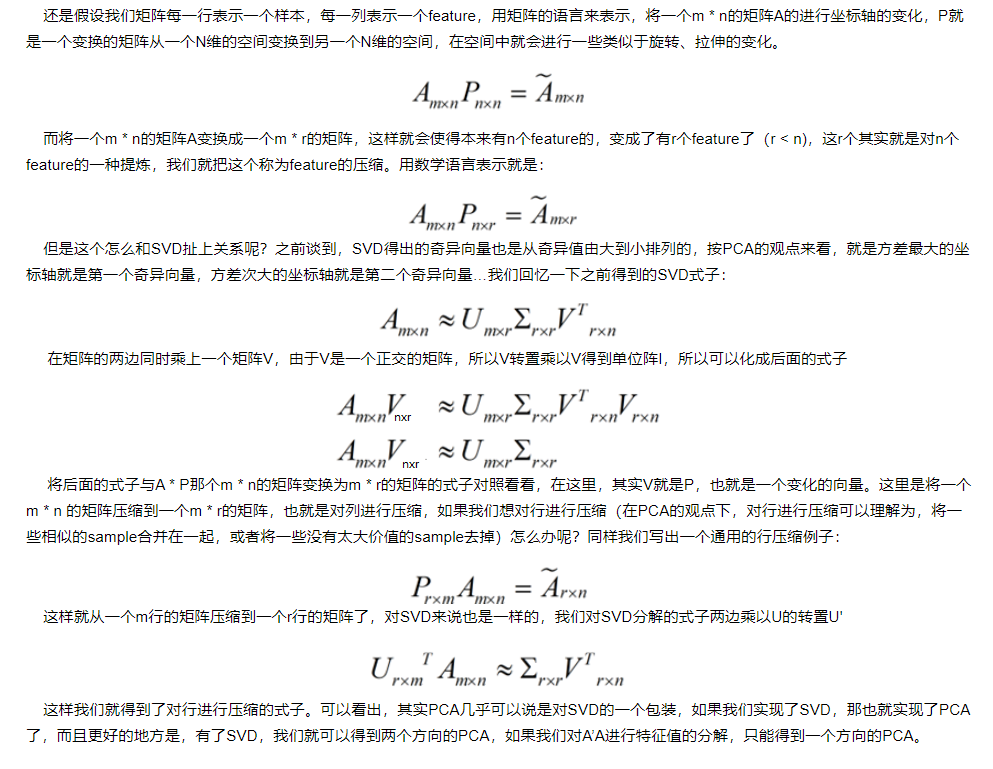 还是假设我们矩阵每一行表示一个样本，每一列表示一个feature，用矩阵的语言来表示，将一个m * n的矩阵A的进行坐标轴的变化，P就
是一个变换的矩阵从一个N维的空间变换到另一个N维的空间，在空间中就会进行一些类似于旋转、拉伸的变化。
A_{m×n} P_{n×n} = Ã_{m×n}
而将一个m * n的矩阵A变换成一个m * r的矩阵，这样就会使得本来有n个feature的，变成了有r个feature了（r < n)，这r个其实就是对n个
feature的一种提炼，我们就把这个称为feature的压缩。用数学语言表示就是：
A_{m×n} P_{n×r} = Ã_{m×r}
但是这个怎么和SVD扯上关系呢？之前谈到，SVD得出的奇异向量也是从奇异值由大到小排列的，按PCA的观点来看，就是方差最大的坐
标轴就是第一个奇异向量，方差次大的坐标轴就是第二个奇异向量…我们回忆一下之前得到的SVD式子：
A_{m×n} ≈ U_{m×r} Σ_{r×r} V^T_{r×n}
在矩阵的两边同时乘上一个矩阵V，由于V是一个正交的矩阵，所以V转置乘以V得到单位阵I，所以可以化成后面的式子
A_{m×n} V_{nxr} ≈ U_{m×r} Σ_{r×r} V^T_{r×n} V_{r×n}
A_{m×n} V_{nxr} ≈ U_{m×r} Σ_{r×r}
将后面的式子与A * P那个m * n的矩阵变换为m * r的矩阵的式子对照看看，在这里，其实V就是P，也就是一个变化的向量。这里是将一个
m * n 的矩阵压缩到一个m * r的矩阵，也就是对列进行压缩，如果我们想对行进行压缩（在PCA的观点下，对行进行压缩可以理解为，将一
些相似的sample合并在一起，或者将一些没有太大价值的sample去掉）怎么办呢？同样我们写出一个通用的行压缩例子：
P_{r×m} A_{m×n} = Ã_{r×n}
这样就从一个m行的矩阵压缩到一个r行的矩阵了，对SVD来说也是一样的，我们对SVD分解的式子两边乘以U的转置U'
U_{r×m}^T A_{m×n} ≈ Σ_{r×r} V^T_{r×n}
这样我们就得到了对行进行压缩的式子。可以看出，其实PCA几乎可以说是对SVD的一个包装，如果我们实现了SVD，那也就实现了PCA
了，而且更好的地方是，有了SVD，我们就可以得到两个方向的PCA，如果我们对A'A进行特征值的分解，只能得到一个方向的PCA。